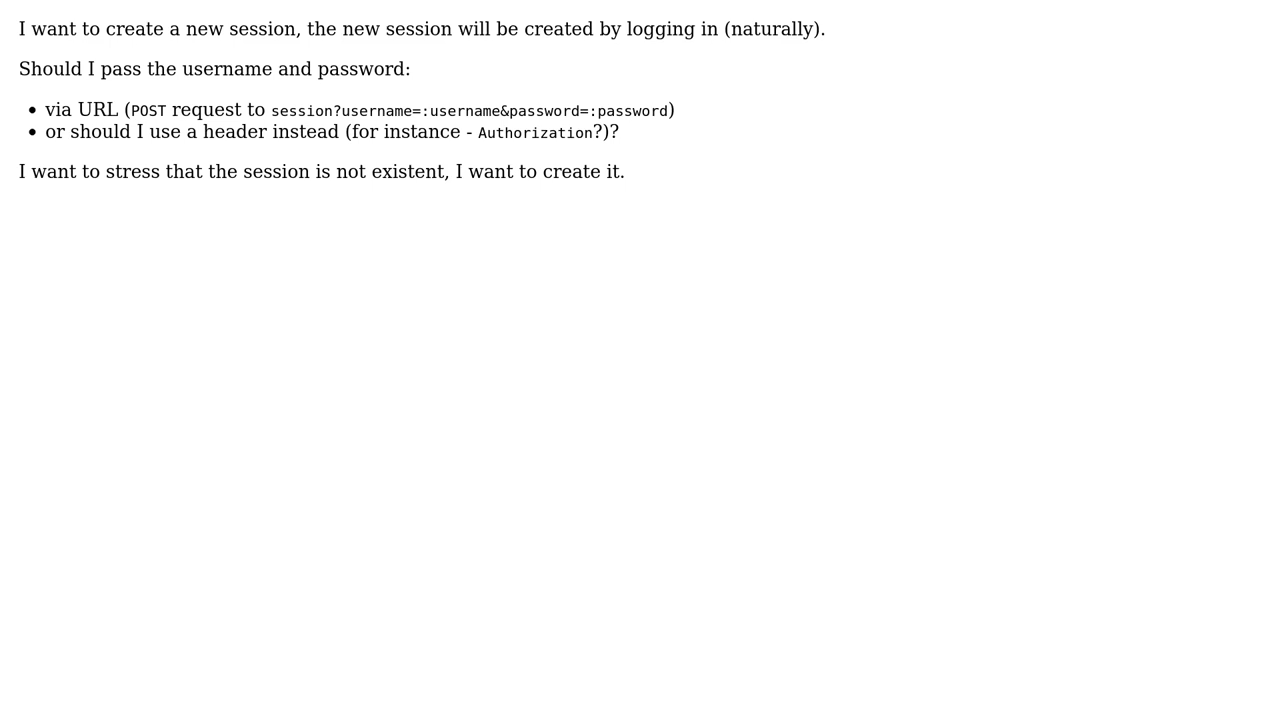 I want to create a new session, the new session will be created by logging in (naturally).
Should I pass the username and password:
• via URL (POST request to session?username=:username&password=:password)
• or should I use a header instead (for instance - Authorization?)?
I want to stress that the session is not existent, I want to create it.